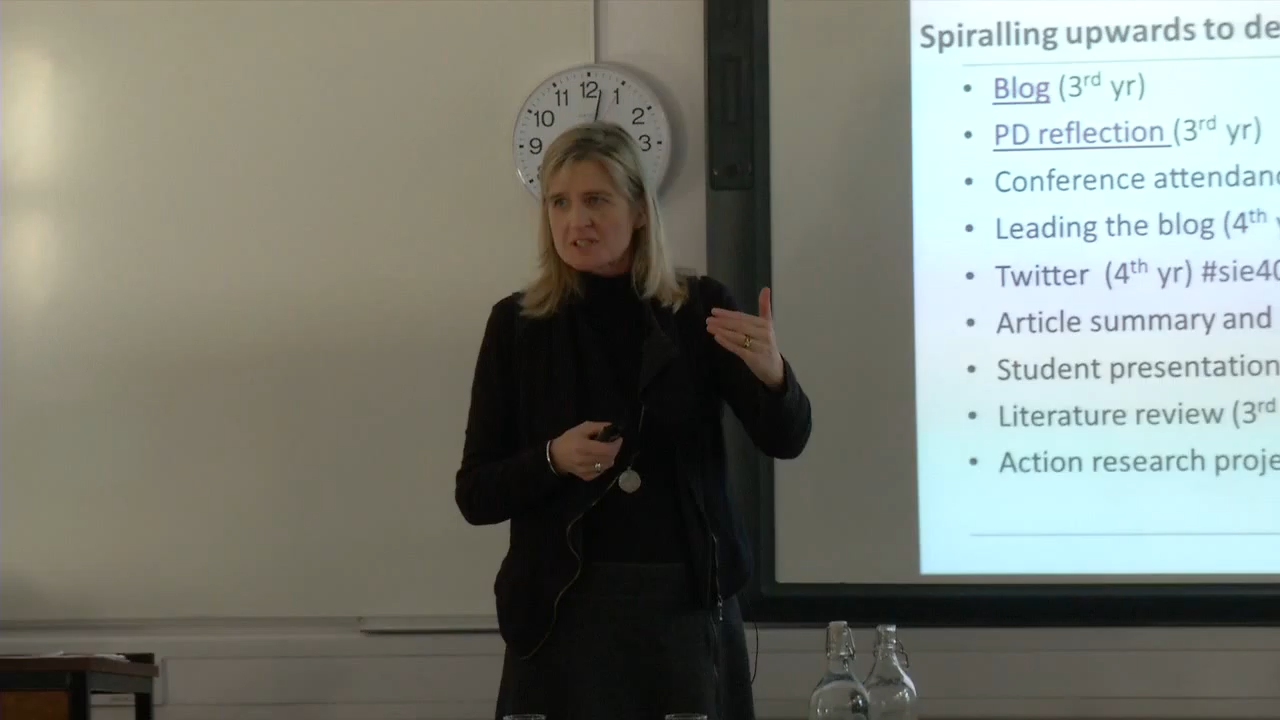 Spiralling upwards to de
• Blog (3rd yr)
• PD reflection (3rd yr)
• Conference attendanc
• Leading the blog (4th y
• Twitter (4th yr) #sie40
• Article summary and
• Student presentation
• Literature review (3rd
• Action research proje
12
11
1
10
2
9
3